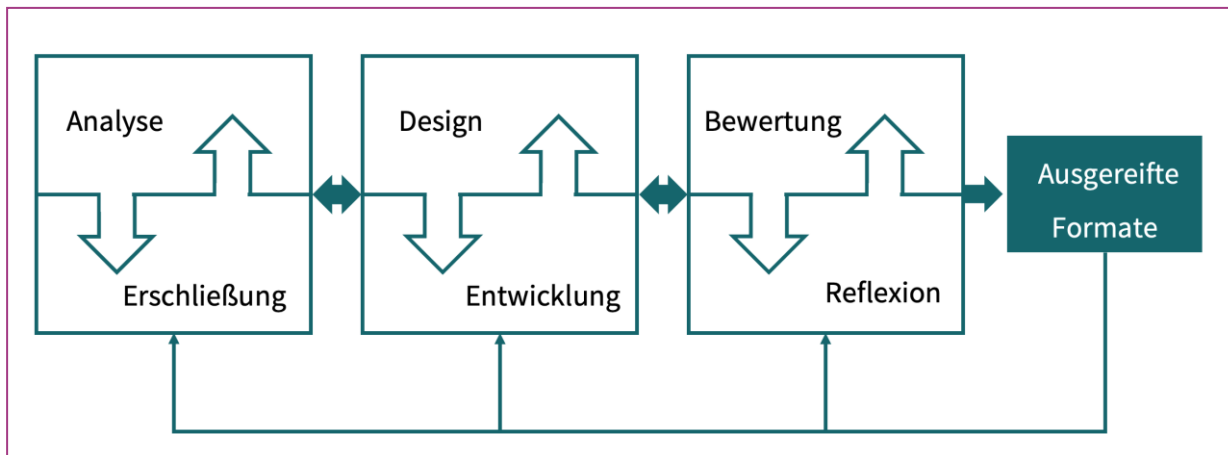 Analyse
Erschließung
Design
Entwicklung
Bewertung
Reflexion
Ausgereifte
Formate